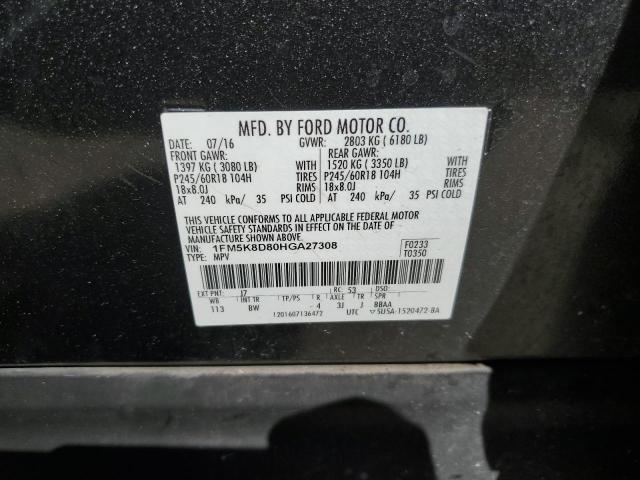 MFD. BY FORD MOTOR CO.
DATE: 07/16 GVWR: 2803 KG ( 6180 LB)
FRONT GAWR: REAR GAWR:
1397 KG ( 3080 LB) WITH 1520 KG ( 3350 LB) WITH
P245/60R18 104H TIRES P245/60R18 104H TIRES
18x8.0J RIMS 18x8.0J RIMS
AT 240 kPa/ 35 PSI COLD AT 240 kPa/ 35 PSI COLD
THIS VEHICLE CONFORMS TO ALL APPLICABLE FEDERAL MOTOR
VEHICLE SAFETY STANDARDS IN EFFECT ON THE DATE OF
MANUFACTURE SHOWN ABOVE.
VIN: 1FM5K8D80HGA27308 F0233
TYPE: MPV T0350
EXT PNT: J7 RC: 53 DSO:
WB INT TR TP/PS R AXLE TR SPR
113 BW 4 3J J BBAA
1201607136472 UTC ▽5USA-1520472-BA